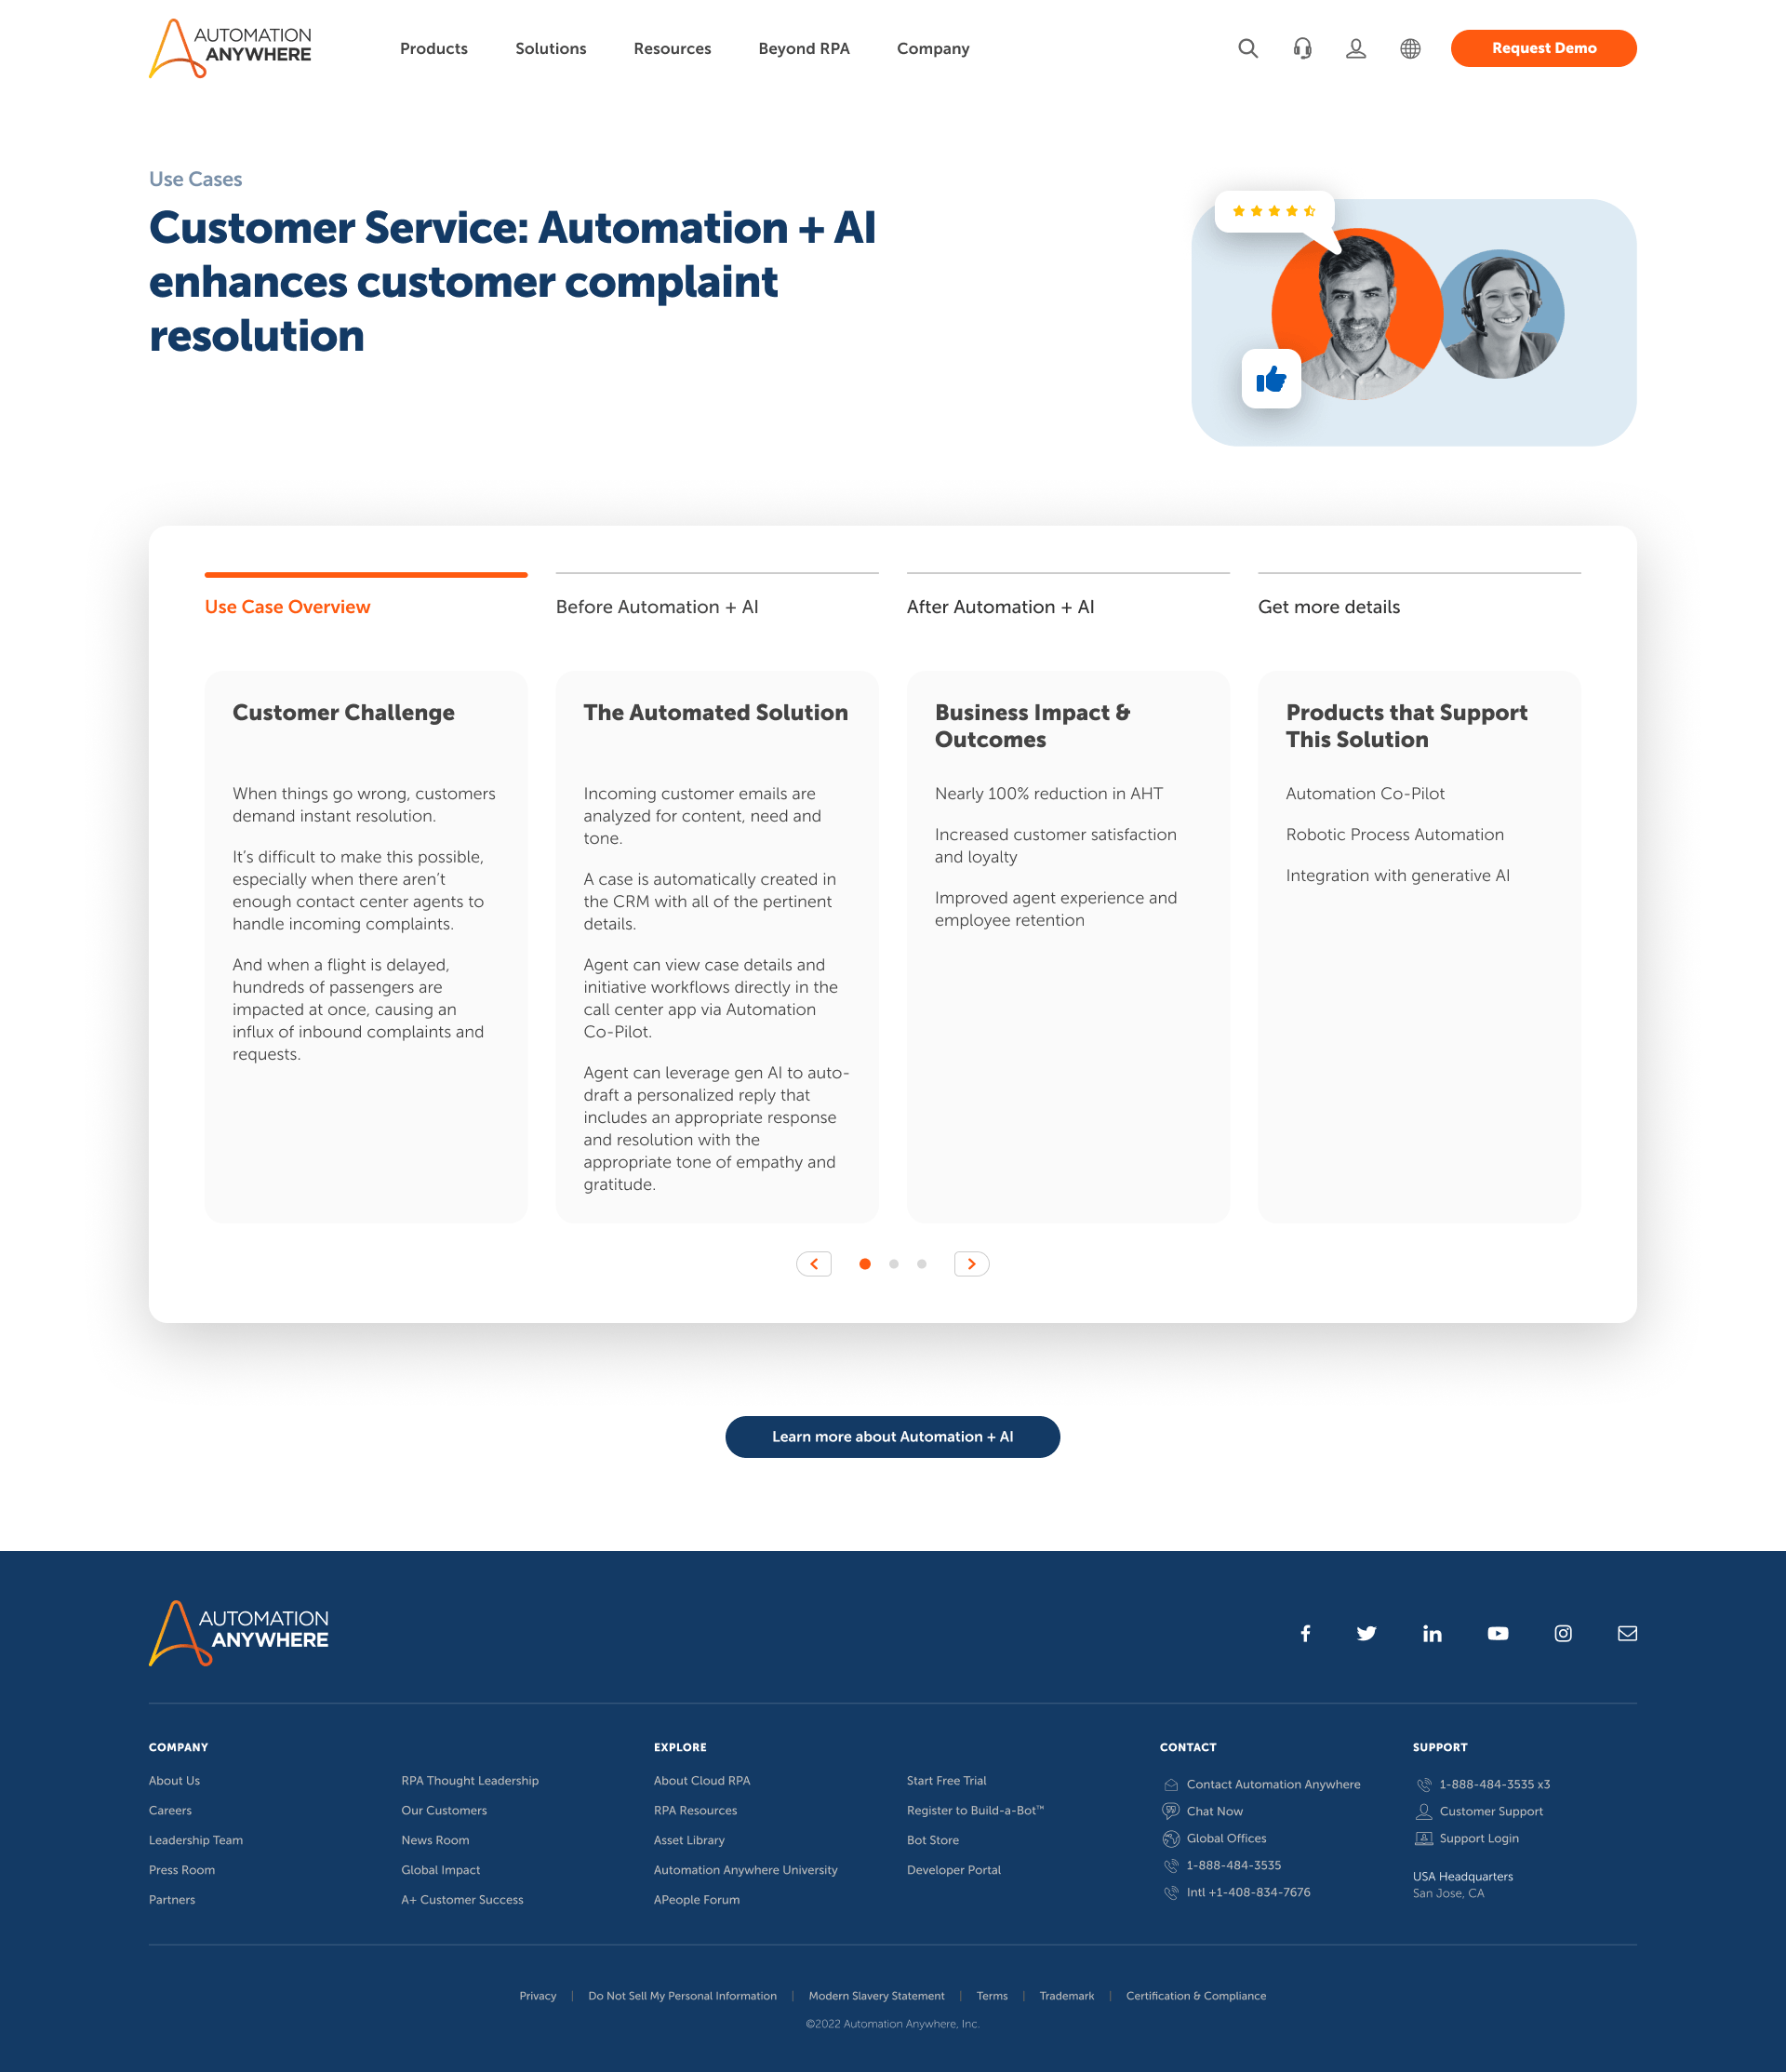 AUTOMATION
ANYWHERE
Products
Solutions
Resources
Beyond RPA
Company
Request Demo
Use Cases
Customer Service: Automation + AI
enhances customer complaint
resolution
Use Case Overview
Before Automation + AI
After Automation + AI
Get more details
Customer Challenge
When things go wrong, customers
demand instant resolution.
It’s difficult to make this possible,
especially when there aren’t
enough contact center agents to
handle incoming complaints.
And when a flight is delayed,
hundreds of passengers are
impacted at once, causing an
influx of inbound complaints and
requests.
The Automated Solution
Incoming customer emails are
analyzed for content, need and
tone.
A case is automatically created in
the CRM with all of the pertinent
details.
Agent can view case details and
initiative workflows directly in the
call center app via Automation
Co-Pilot.
Agent can leverage gen AI to auto-
draft a personalized reply that
includes an appropriate response
and resolution with the
appropriate tone of empathy and
gratitude.
Business Impact &
Outcomes
Nearly 100% reduction in AHT
Increased customer satisfaction
and loyalty
Improved agent experience and
employee retention
Products that Support
This Solution
Automation Co-Pilot
Robotic Process Automation
Integration with generative AI
Learn more about Automation + AI
AUTOMATION
ANYWHERE
COMPANY
About Us
Careers
Leadership Team
Press Room
Partners
RPA Thought Leadership
Our Customers
News Room
Global Impact
A+ Customer Success
EXPLORE
About Cloud RPA
RPA Resources
Asset Library
Automation Anywhere University
APeople Forum
Start Free Trial
Register to Build-a-Bot™
Bot Store
Developer Portal
CONTACT
Contact Automation Anywhere
Chat Now
Global Offices
1-888-484-3535
Intl +1-408-834-7676
SUPPORT
1-888-484-3535 x3
Customer Support
Support Login
USA Headquarters
San Jose, CA
Privacy | Do Not Sell My Personal Information | Modern Slavery Statement | Terms | Trademark | Certification & Compliance
©2022 Automation Anywhere, Inc.